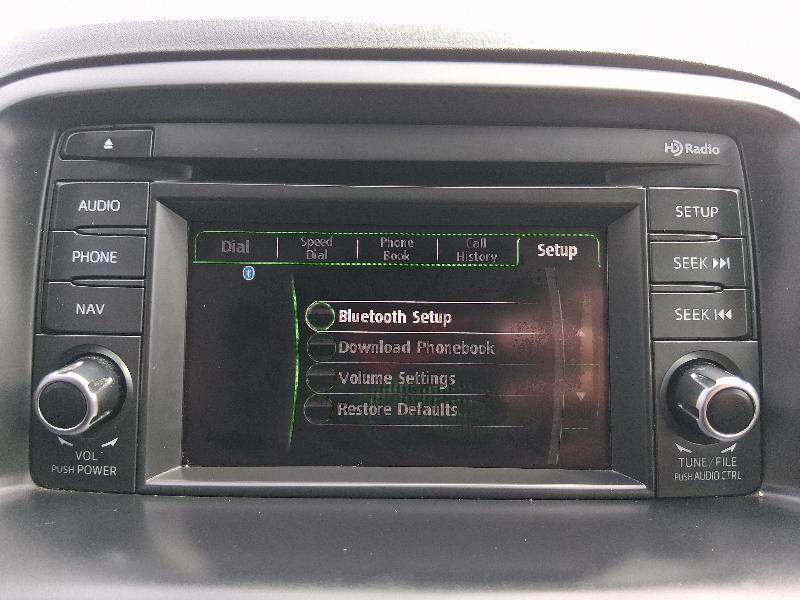 HD Radio
AUDIO
PHONE
NAV
VOL
PUSH POWER
Dial
Speed
Dial
Phone
Book
Call
History
Setup
Bluetooth Setup
Download Phonebook
Volume Settings
Restore Defaults
SETUP
SEEK
SEEK
TUNE/FILE
PUSH AUDIO CTRL